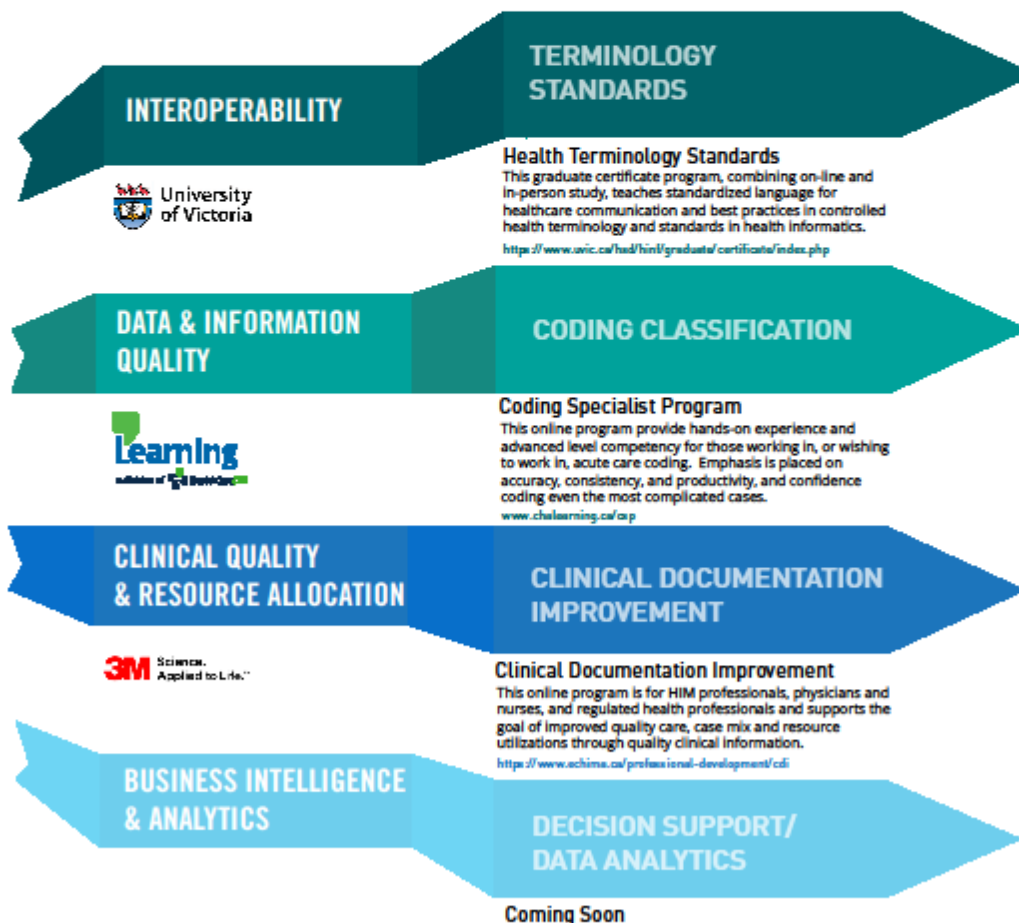 INTEROPERABILITY
TERMINOLOGY
STANDARDS
University
of Victoria
Health Terminology Standards
This graduate certificate program, combining on-line and
in-person study, teaches standardized language for
healthcare communication and best practices in controlled
health terminology and standards in health informatics.
https://www.uvic.ca/hsd/hinf/graduate/certificate/index.php
DATA & INFORMATION
QUALITY
CODING CLASSIFICATION
Learning
Coding Specialist Program
This online program provide hands-on experience and
advanced level competency for those working in, or wishing
to work in, acute care coding. Emphasis is placed on
accuracy, consistency, and productivity, and confidence
coding even the most complicated cases.
www.chalearning.ca/csp
CLINICAL QUALITY
& RESOURCE ALLOCATION
CLINICAL DOCUMENTATION
IMPROVEMENT
3M Science.
Applied to Life.™
Clinical Documentation Improvement
This online program is for HIM professionals, physicians and
nurses, and regulated health professionals and supports the
goal of improved quality care, case mix and resource
utilizations through quality clinical information.
https://www.echima.ca/professional-development/cdi
BUSINESS INTELLIGENCE
& ANALYTICS
DECISION SUPPORT/
DATA ANALYTICS
Coming Soon